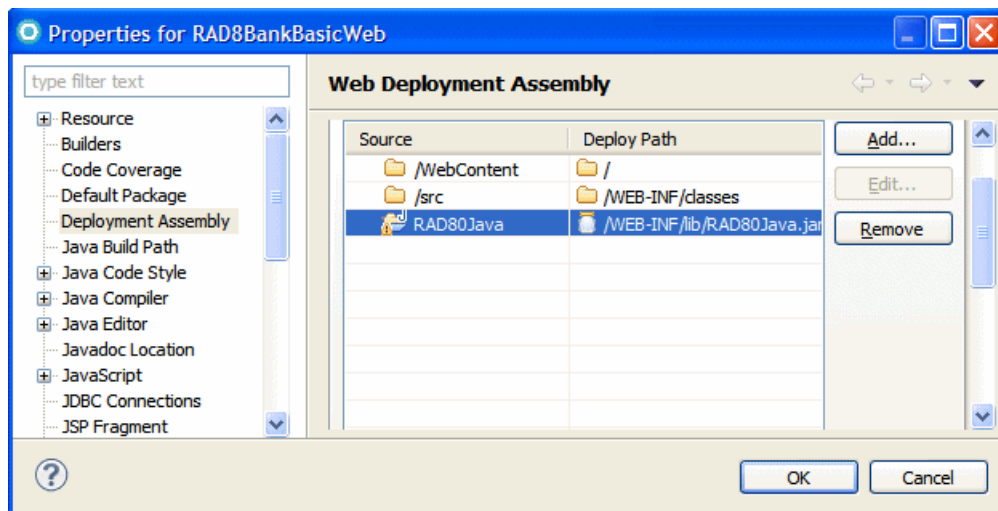 Properties for RAD8BankBasicWeb
type filter text
Resource
Builders
Code Coverage
Default Package
Deployment Assembly
Java Build Path
Java Code Style
Java Compiler
Java Editor
Javadoc Location
JavaScript
JDBC Connections
JSP Fragment
Web Deployment Assembly
Source Deploy Path
/WebContent /
/src /WEB-INF/classes
RAD80Java /WEB-INF/lib/RAD80Java.jar
Add...
Edit...
Remove
OK Cancel